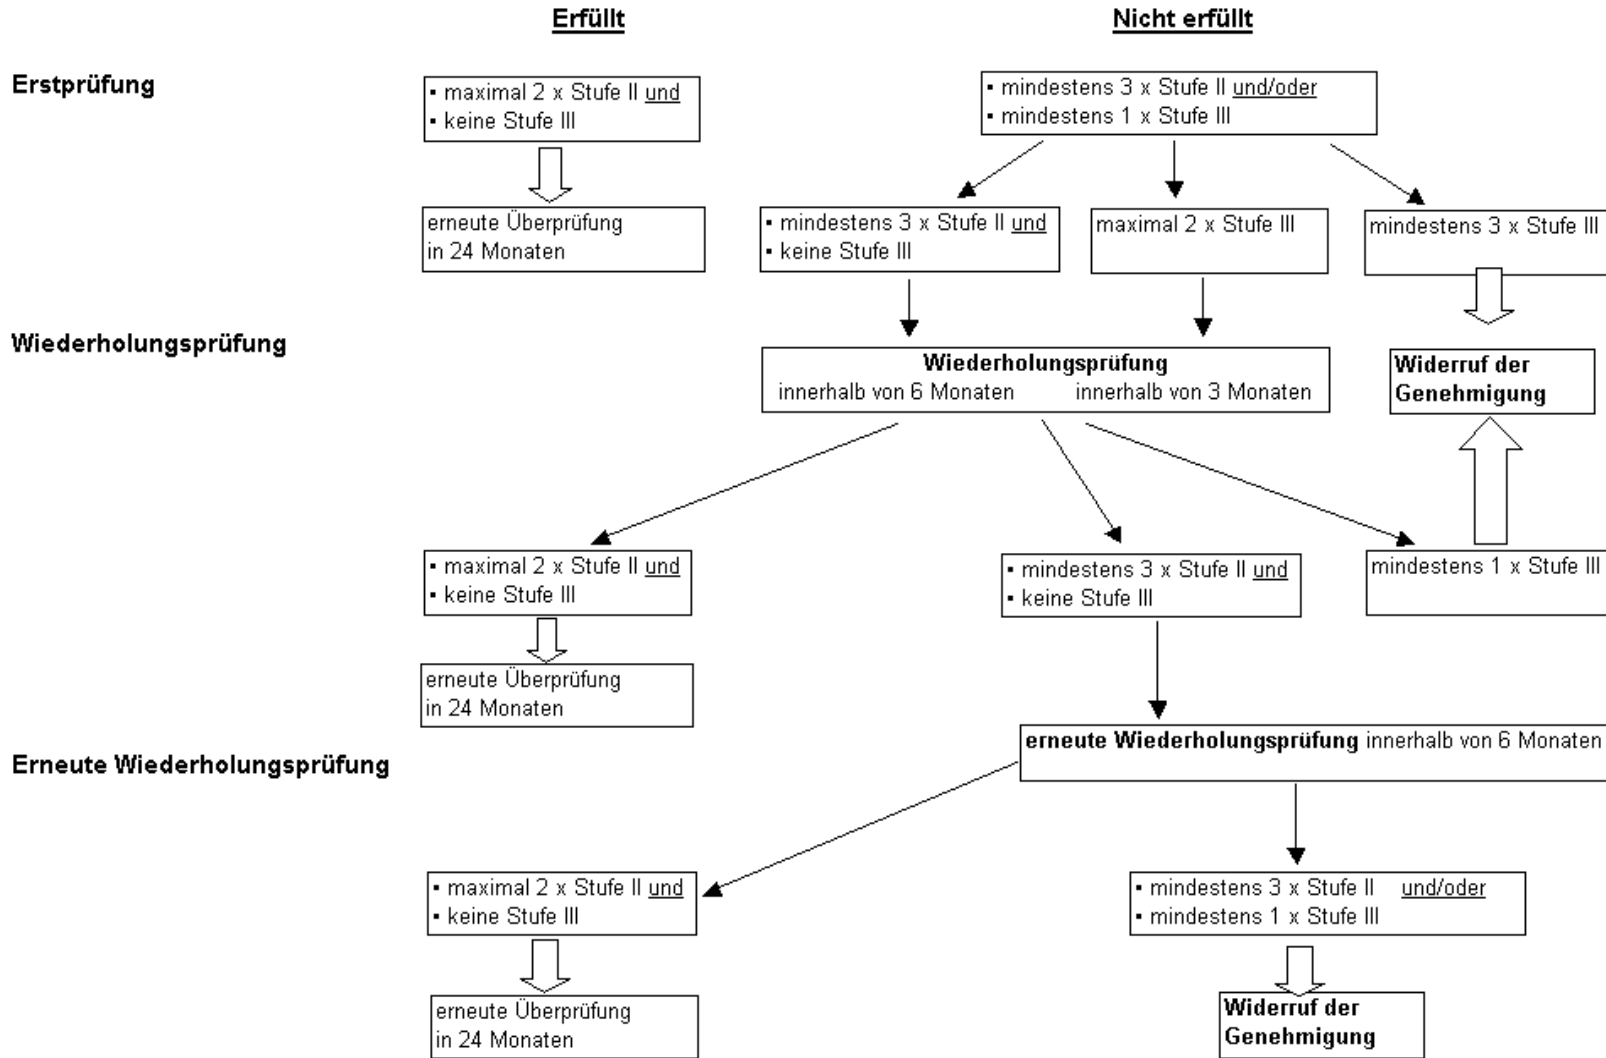 Erfüllt
Nicht erfüllt
Erstprüfung
▪ maximal 2 x Stufe II und
▪ keine Stufe III
▪ mindestens 3 x Stufe II und/oder
▪ mindestens 1 x Stufe III
erneute Überprüfung
in 24 Monaten
▪ mindestens 3 x Stufe II und
▪ keine Stufe III
maximal 2 x Stufe III
mindestens 3 x Stufe III
Wiederholungsprüfung
Wiederholungsprüfung
innerhalb von 6 Monaten innerhalb von 3 Monaten
Widerruf der
Genehmigung
▪ maximal 2 x Stufe II und
▪ keine Stufe III
▪ mindestens 3 x Stufe II und
▪ keine Stufe III
mindestens 1 x Stufe III
erneute Überprüfung
in 24 Monaten
Erneute Wiederholungsprüfung
erneute Wiederholungsprüfung innerhalb von 6 Monaten
▪ maximal 2 x Stufe II und
▪ keine Stufe III
▪ mindestens 3 x Stufe II und/oder
▪ mindestens 1 x Stufe III
erneute Überprüfung
in 24 Monaten
Widerruf der
Genehmigung